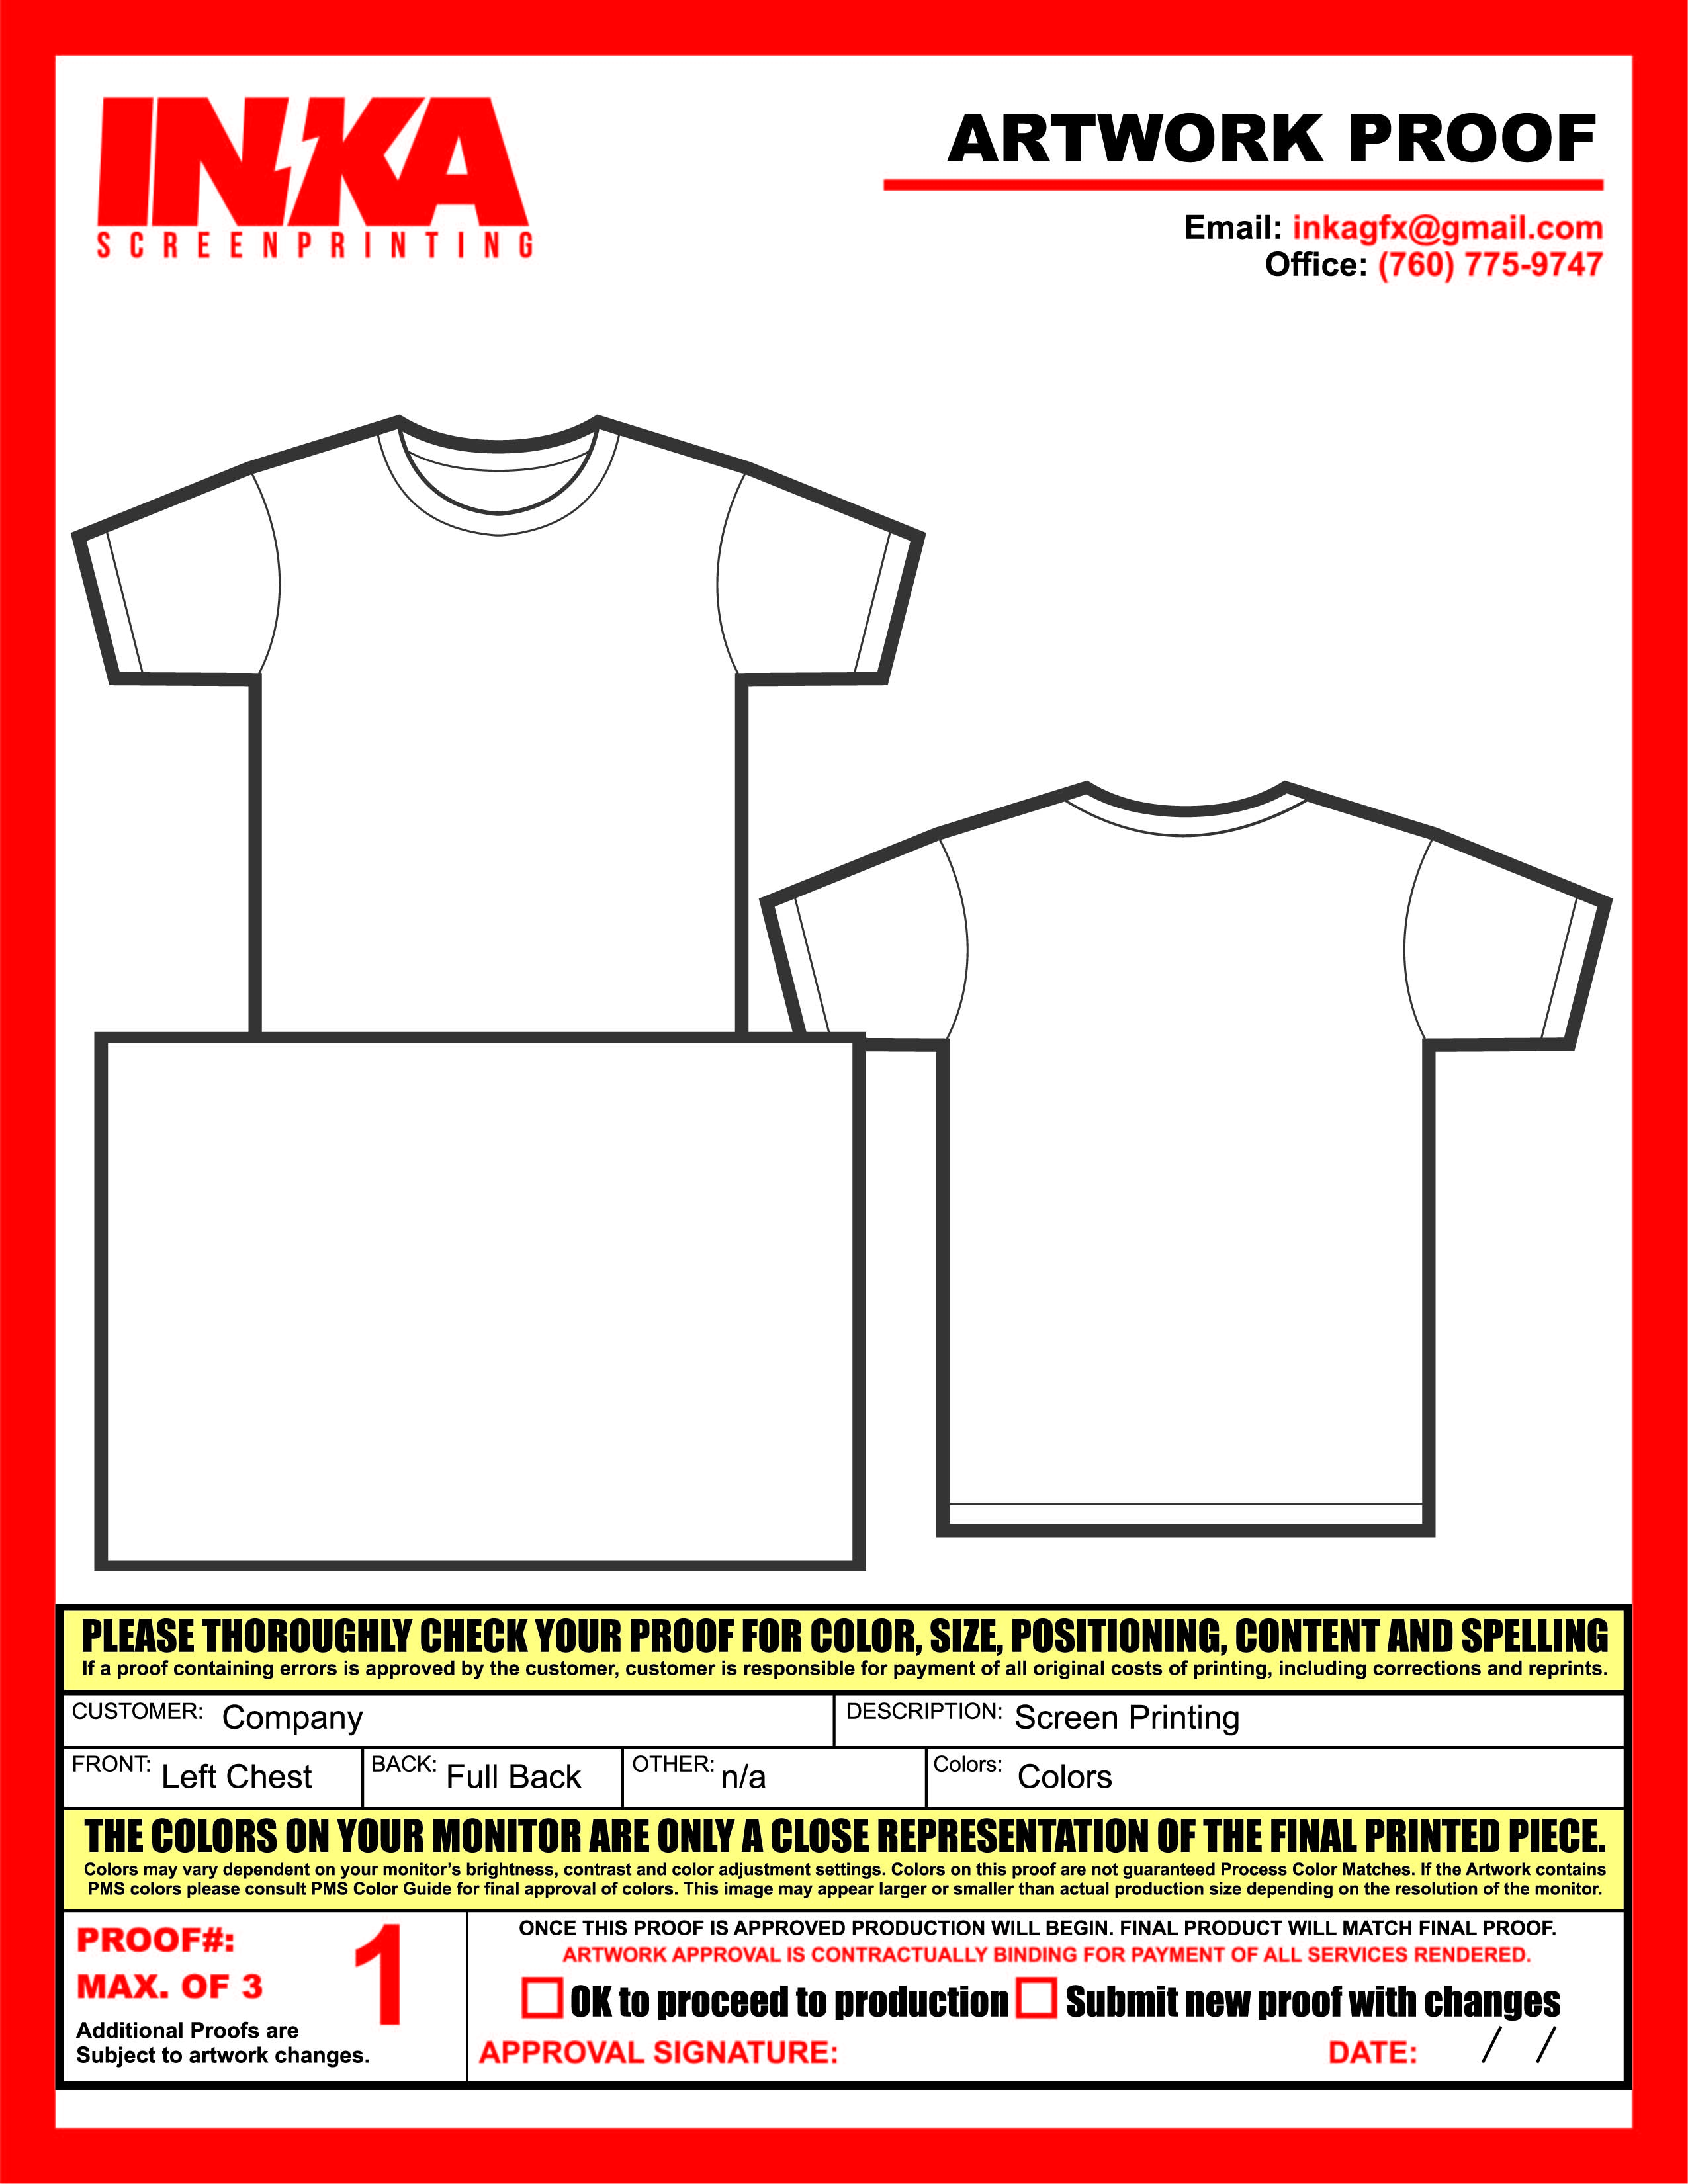 INKA
SCREENPRINTING
ARTWORK PROOF
Email: inkagfx@gmail.com
Office: (760) 775-9747
PLEASE THOROUGHLY CHECK YOUR PROOF FOR COLOR, SIZE, POSITIONING, CONTENT AND SPELLING
If a proof containing errors is approved by the customer, customer is responsible for payment of all original costs of printing, including corrections and reprints.
CUSTOMER: Company
DESCRIPTION: Screen Printing
FRONT: Left Chest
BACK: Full Back
OTHER: n/a
Colors: Colors
THE COLORS ON YOUR MONITOR ARE ONLY A CLOSE REPRESENTATION OF THE FINAL PRINTED PIECE.
Colors may vary dependent on your monitor's brightness, contrast and color adjustment settings. Colors on this proof are not guaranteed Process Color Matches. If the Artwork contains
PMS colors please consult PMS Color Guide for final approval of colors. This image may appear larger or smaller than actual production size depending on the resolution of the monitor.
PROOF#: 1
MAX. OF 3
Additional Proofs are
Subject to artwork changes.
ONCE THIS PROOF IS APPROVED PRODUCTION WILL BEGIN. FINAL PRODUCT WILL MATCH FINAL PROOF.
ARTWORK APPROVAL IS CONTRACTUALLY BINDING FOR PAYMENT OF ALL SERVICES RENDERED.
OK to proceed to production
Submit new proof with changes
APPROVAL SIGNATURE:
DATE: / /